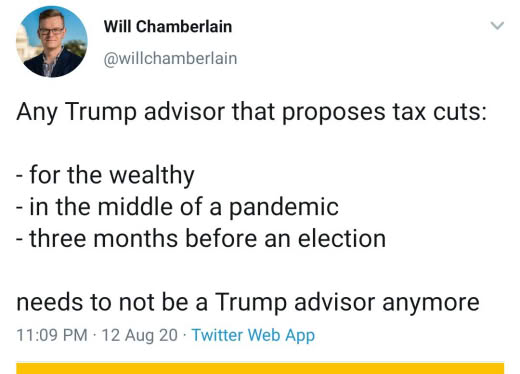 Will Chamberlain
@willchamberlain
Any Trump advisor that proposes tax cuts:
- for the wealthy
- in the middle of a pandemic
- three months before an election
needs to not be a Trump advisor anymore
11:09 PM · 12 Aug 20 · Twitter Web App